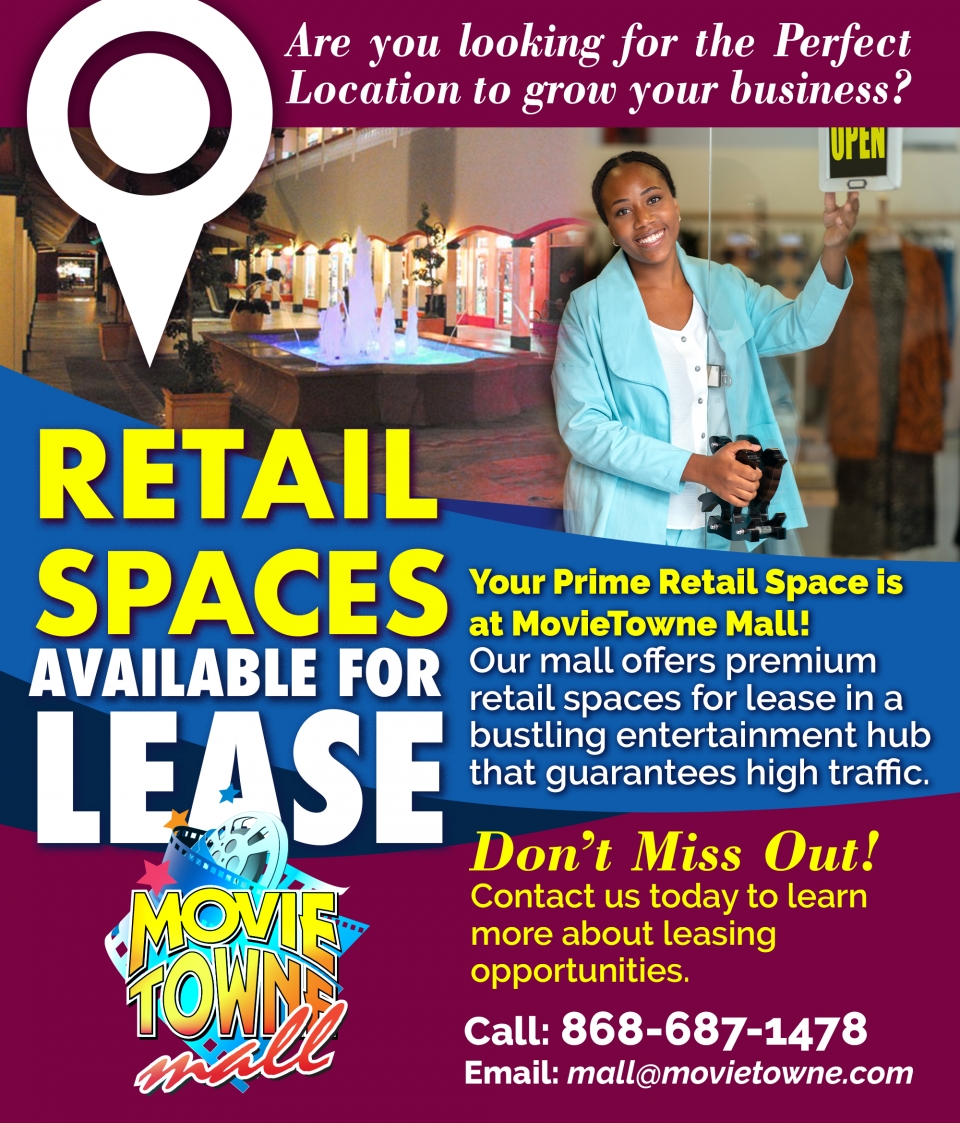 Are you looking for the Perfect
Location to grow your business?
OPEN
RETAIL
SPACES
AVAILABLE FOR
LEASE
Your Prime Retail Space is
at MovieTowne Mall!
Our mall offers premium
retail spaces for lease in a
bustling entertainment hub
that guarantees high traffic.
Don't Miss Out!
Contact us today to learn
more about leasing
opportunities.
Call: 868-687-1478
Email: mall@movietowne.com
MOVIE
TOWNE
mall